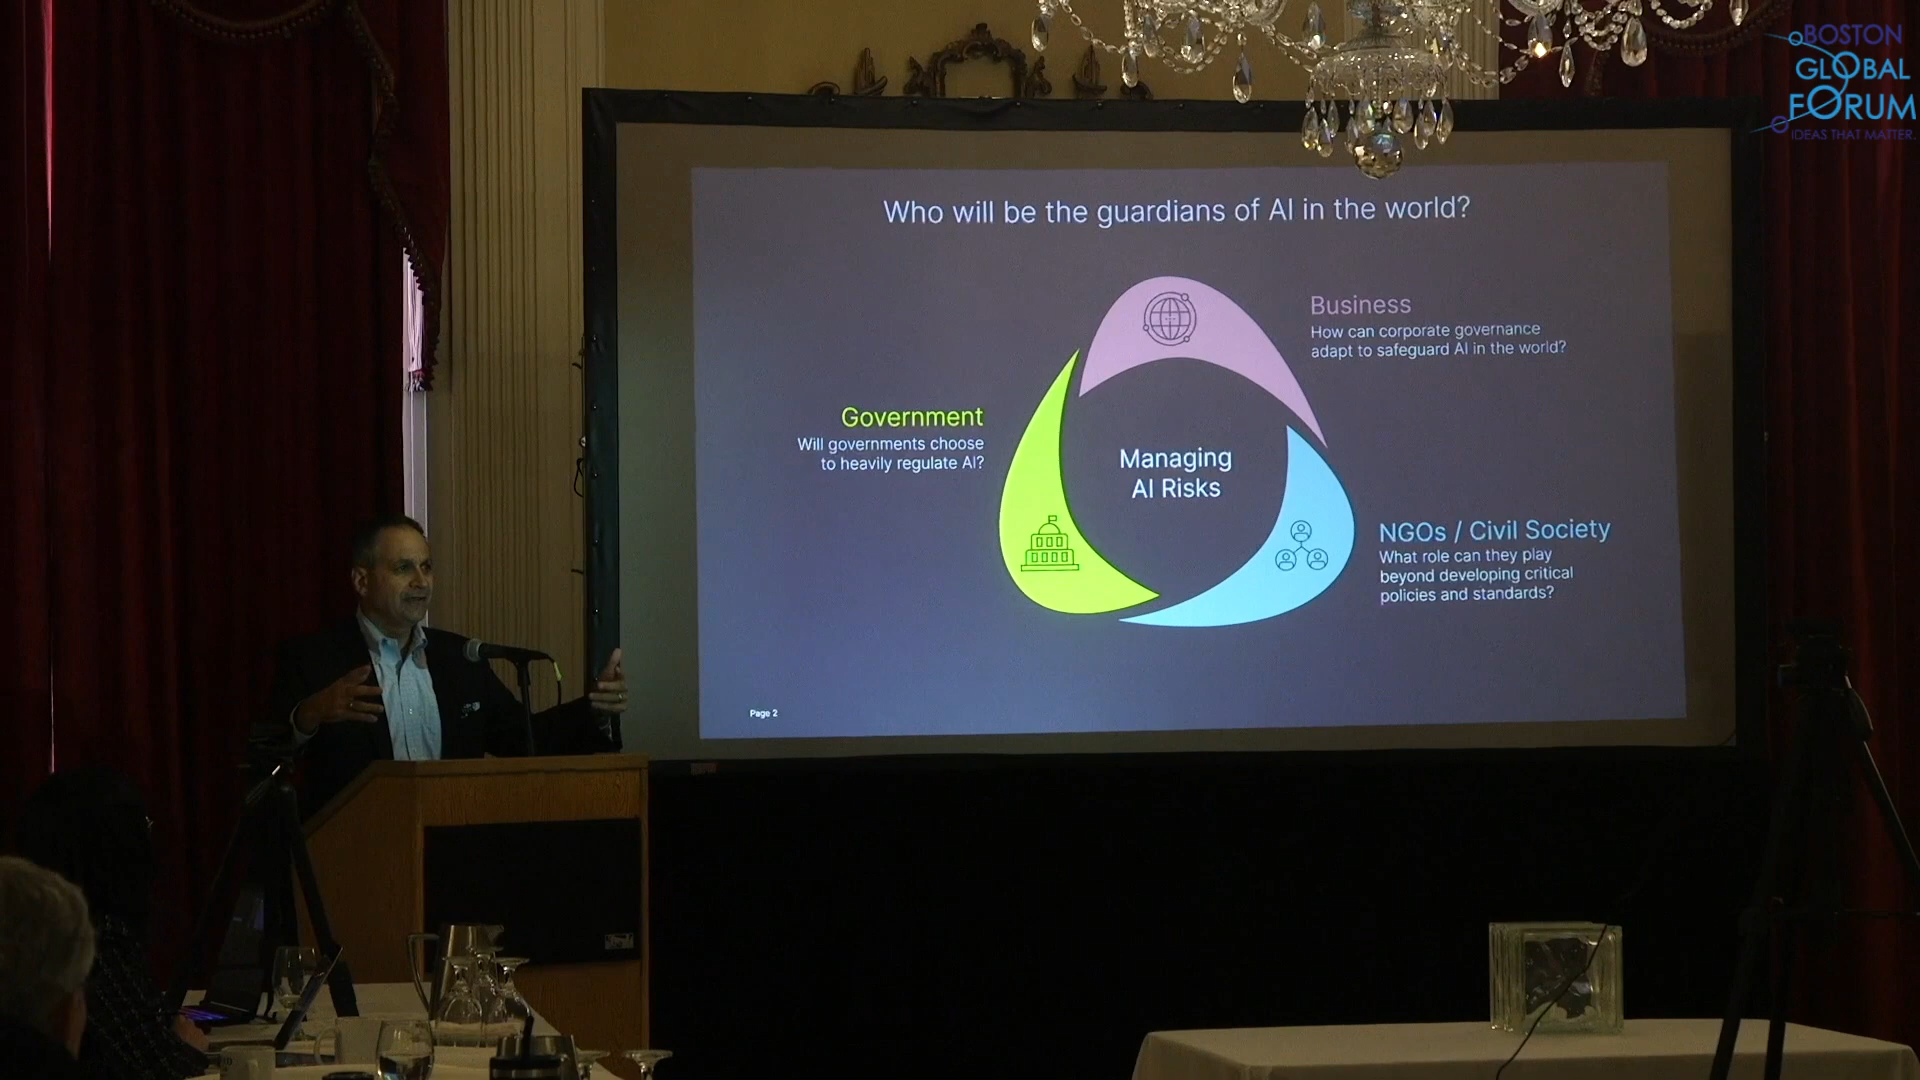 BOSTON
GLOBAL
FORUM
IDEAS THAT MATTER.
Who will be the guardians of AI in the world?
Business
How can corporate governance
adapt to safeguard AI in the world?
Government
Will governments choose
to heavily regulate AI?
Managing
AI Risks
NGOs / Civil Society
What role can they play
beyond developing critical
policies and standards?
Page 2